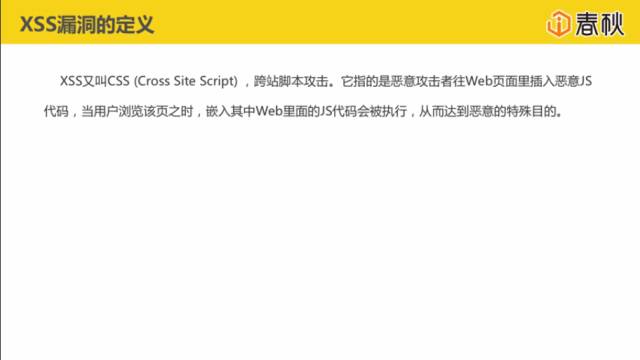 XSS漏洞的定义
i春秋
XSS又叫CSS (Cross Site Script) ，跨站脚本攻击。它指的是恶意攻击者往Web页面里插入恶意JS
代码，当用户浏览该页之时，嵌入其中Web里面的JS代码会被执行，从而达到恶意的特殊目的。